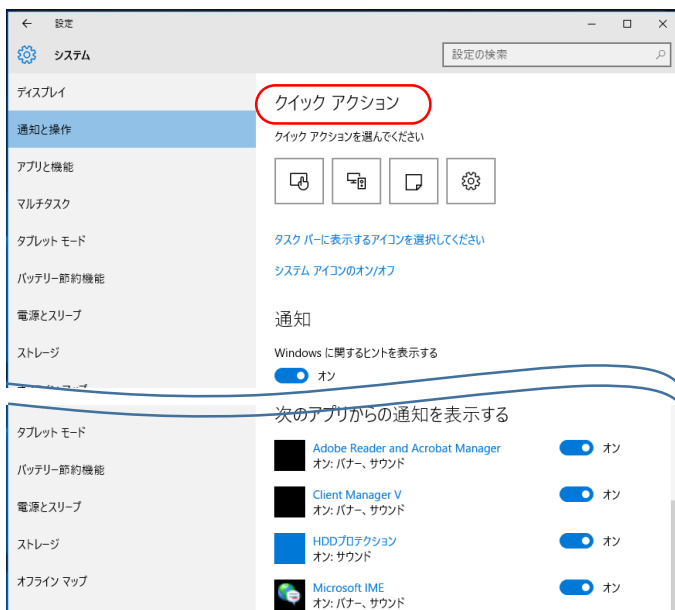 設定
システム
設定の検索
ディスプレイ
通知と操作
アプリと機能
マルチタスク
タブレット モード
バッテリー節約機能
電源とスリープ
ストレージ
クイック アクション
クイック アクションを選んでください
タスク バーに表示するアイコンを選択してください
システム アイコンのオン/オフ
通知
Windows に関するヒントを表示する
オン
タブレット モード
バッテリー節約機能
電源とスリープ
ストレージ
オフライン マップ
次のアプリからの通知を表示する
Adobe Reader and Acrobat Manager
オン
オン: バナー、サウンド
Client Manager V
オン
オン: バナー、サウンド
HDDプロテクション
オン
オン: サウンド
Microsoft IME
オン
オン: バナー、サウンド